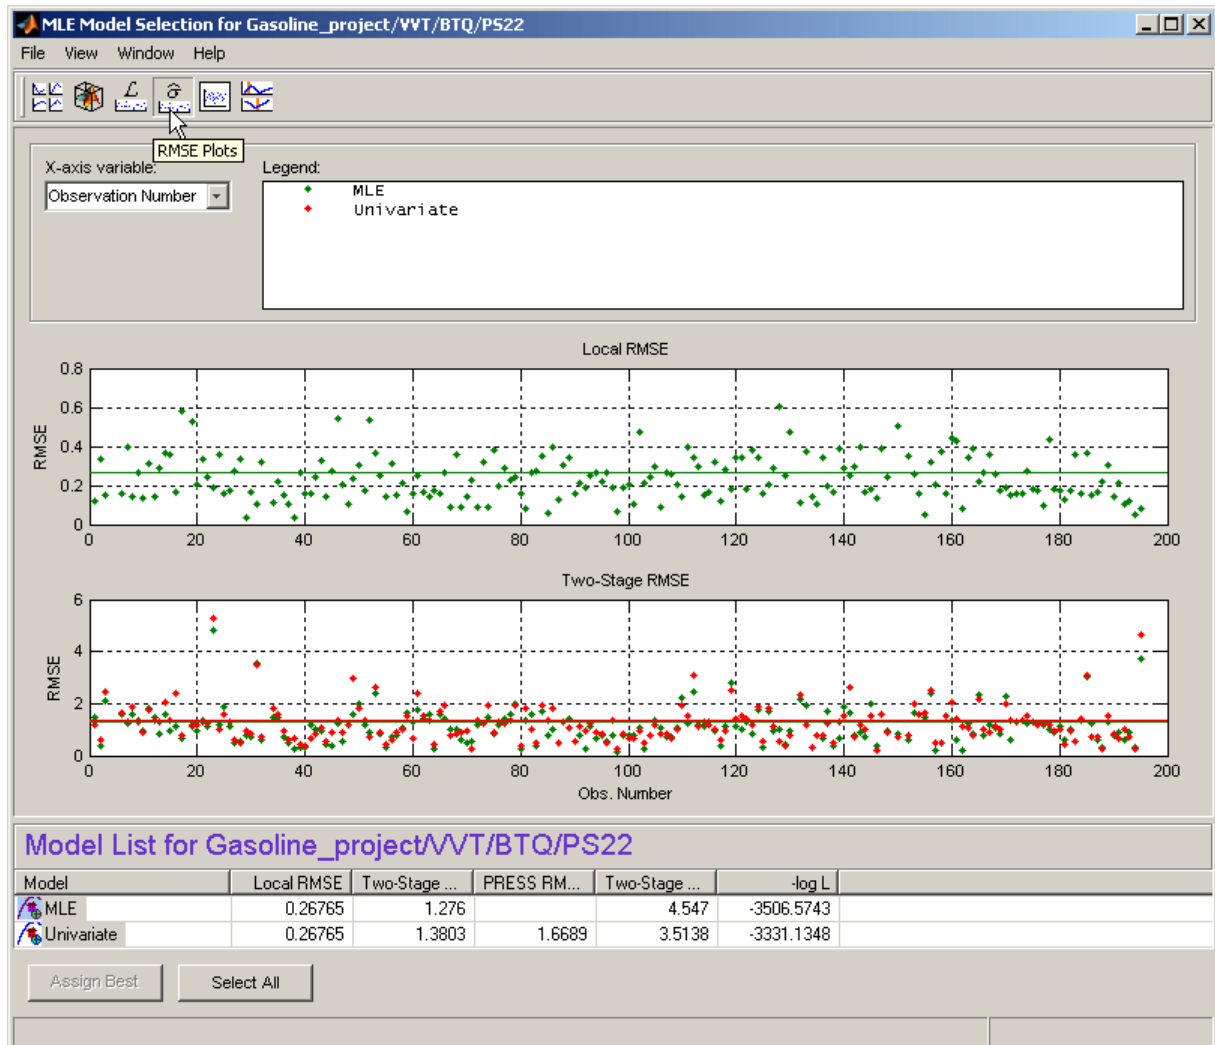 MLE Model Selection for Gasoline_project/VVT/BTQ/PS22
File View Window Help
RMSE Plots
X-axis variable:
Observation Number
Legend:
MLE
Univariate
Local RMSE
RMSE
0.8
0.6
0.4
0.2
0
0 20 40 60 80 100 120 140 160 180 200
Two-Stage RMSE
RMSE
6
4
2
0
0 20 40 60 80 100 120 140 160 180 200
Obs. Number
Model List for Gasoline_project/VVT/BTQ/PS22
Model Local RMSE Two-Stage ... PRESS RM... Two-Stage ... -log L
MLE 0.26765 1.276 4.547 -3506.5743
Univariate 0.26765 1.3803 1.6689 3.5138 -3331.1348
Assign Best Select All